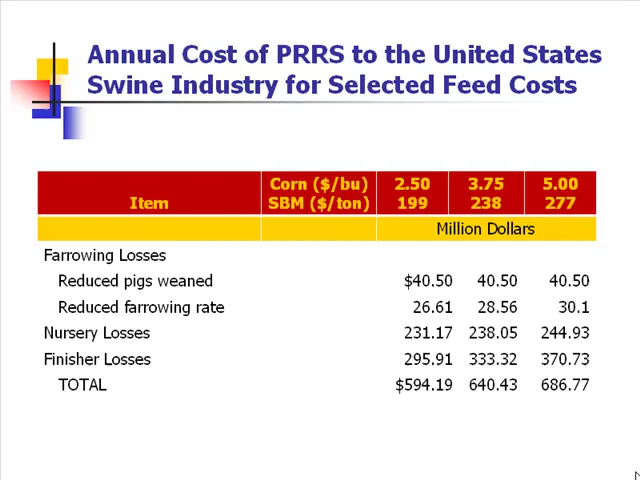 Annual Cost of PRRS to the United States
Swine Industry for Selected Feed Costs
Item Corn ($/bu) 2.50 3.75 5.00
SBM ($/ton) 199 238 277
Million Dollars
Farrowing Losses
Reduced pigs weaned $40.50 40.50 40.50
Reduced farrowing rate 26.61 28.56 30.1
Nursery Losses 231.17 238.05 244.93
Finisher Losses 295.91 333.32 370.73
TOTAL $594.19 640.43 686.77